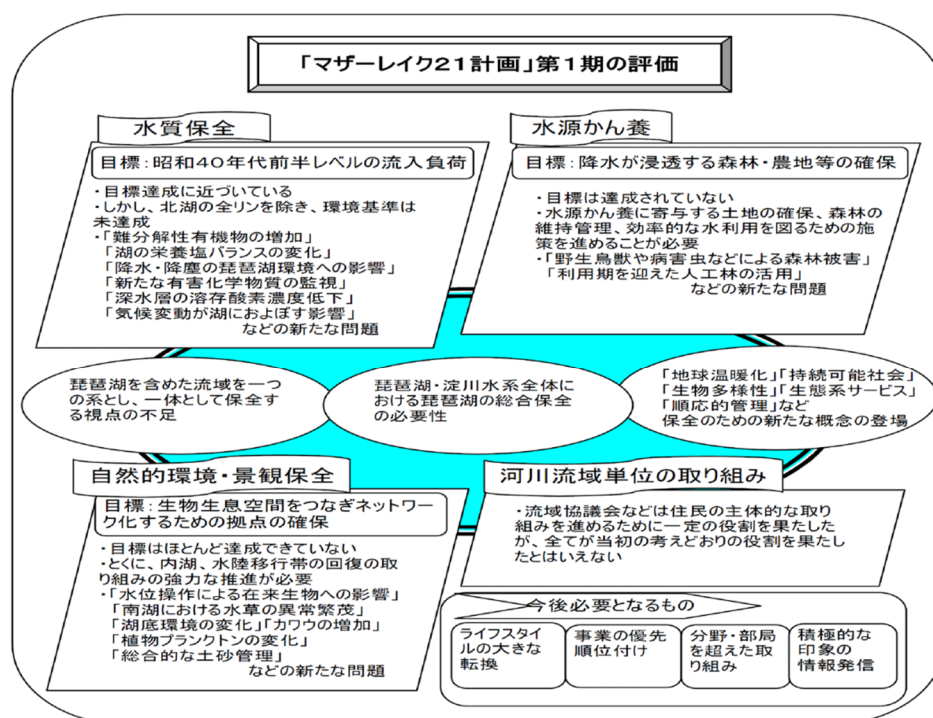 「マザーレイク２１計画」第１期の評価
水質保全
目標：昭和４０年代前半レベルの流入負荷
・目標達成に近づいている
・しかし、北湖の全リンを除き、環境基準は
未達成
・「難分解性有機物の増加」
「湖の栄養塩バランスの変化」
「降水・降塵の琵琶湖環境への影響」
「新たな有害化学物質の監視」
「深水層の溶存酸素濃度低下」
「気候変動が湖におよぼす影響」
などの新たな問題
水源かん養
目標：降水が浸透する森林・農地等の確保
・目標は達成されていない
・水源かん養に寄与する土地の確保、森林の
維持管理、効率的な水利用を図るための施
策を進めることが必要
・「野生鳥獣や病害虫などによる森林被害」
「利用期を迎えた人工林の活用」
などの新たな問題
琵琶湖を含めた流域を一つ
の系とし、一体として保全す
る視点の不足
琵琶湖・淀川水系全体に
おける琵琶湖の総合保全
の必要性
「地球温暖化」「持続可能社会」
「生物多様性」「生態系サービス」
「順応的管理」など
保全のための新たな概念の登場
自然的環境・景観保全
目標：生物生息空間をつなぎネットワー
ク化するための拠点の確保
・目標はほとんど達成できていない
・とくに、内湖、水陸移行帯の回復の取
り組みの強力な推進が必要
・「水位操作による在来生物への影響」
「南湖における水草の異常繁茂」
「湖底環境の変化」「カワウの増加」
「植物プランクトンの変化」
「総合的な土砂管理」
などの新たな問題
河川流域単位の取り組み
・流域協議会などは住民の主体的な取り
組みを進めるために一定の役割を果たした
が、全てが当初の考えどおりの役割を果たし
たとはいえない
今後必要となるもの
ライフスタイ
ルの大きな
転換
事業の優先
順位付け
分野・部局
を超えた取
り組み
積極的な
印象の
情報発信